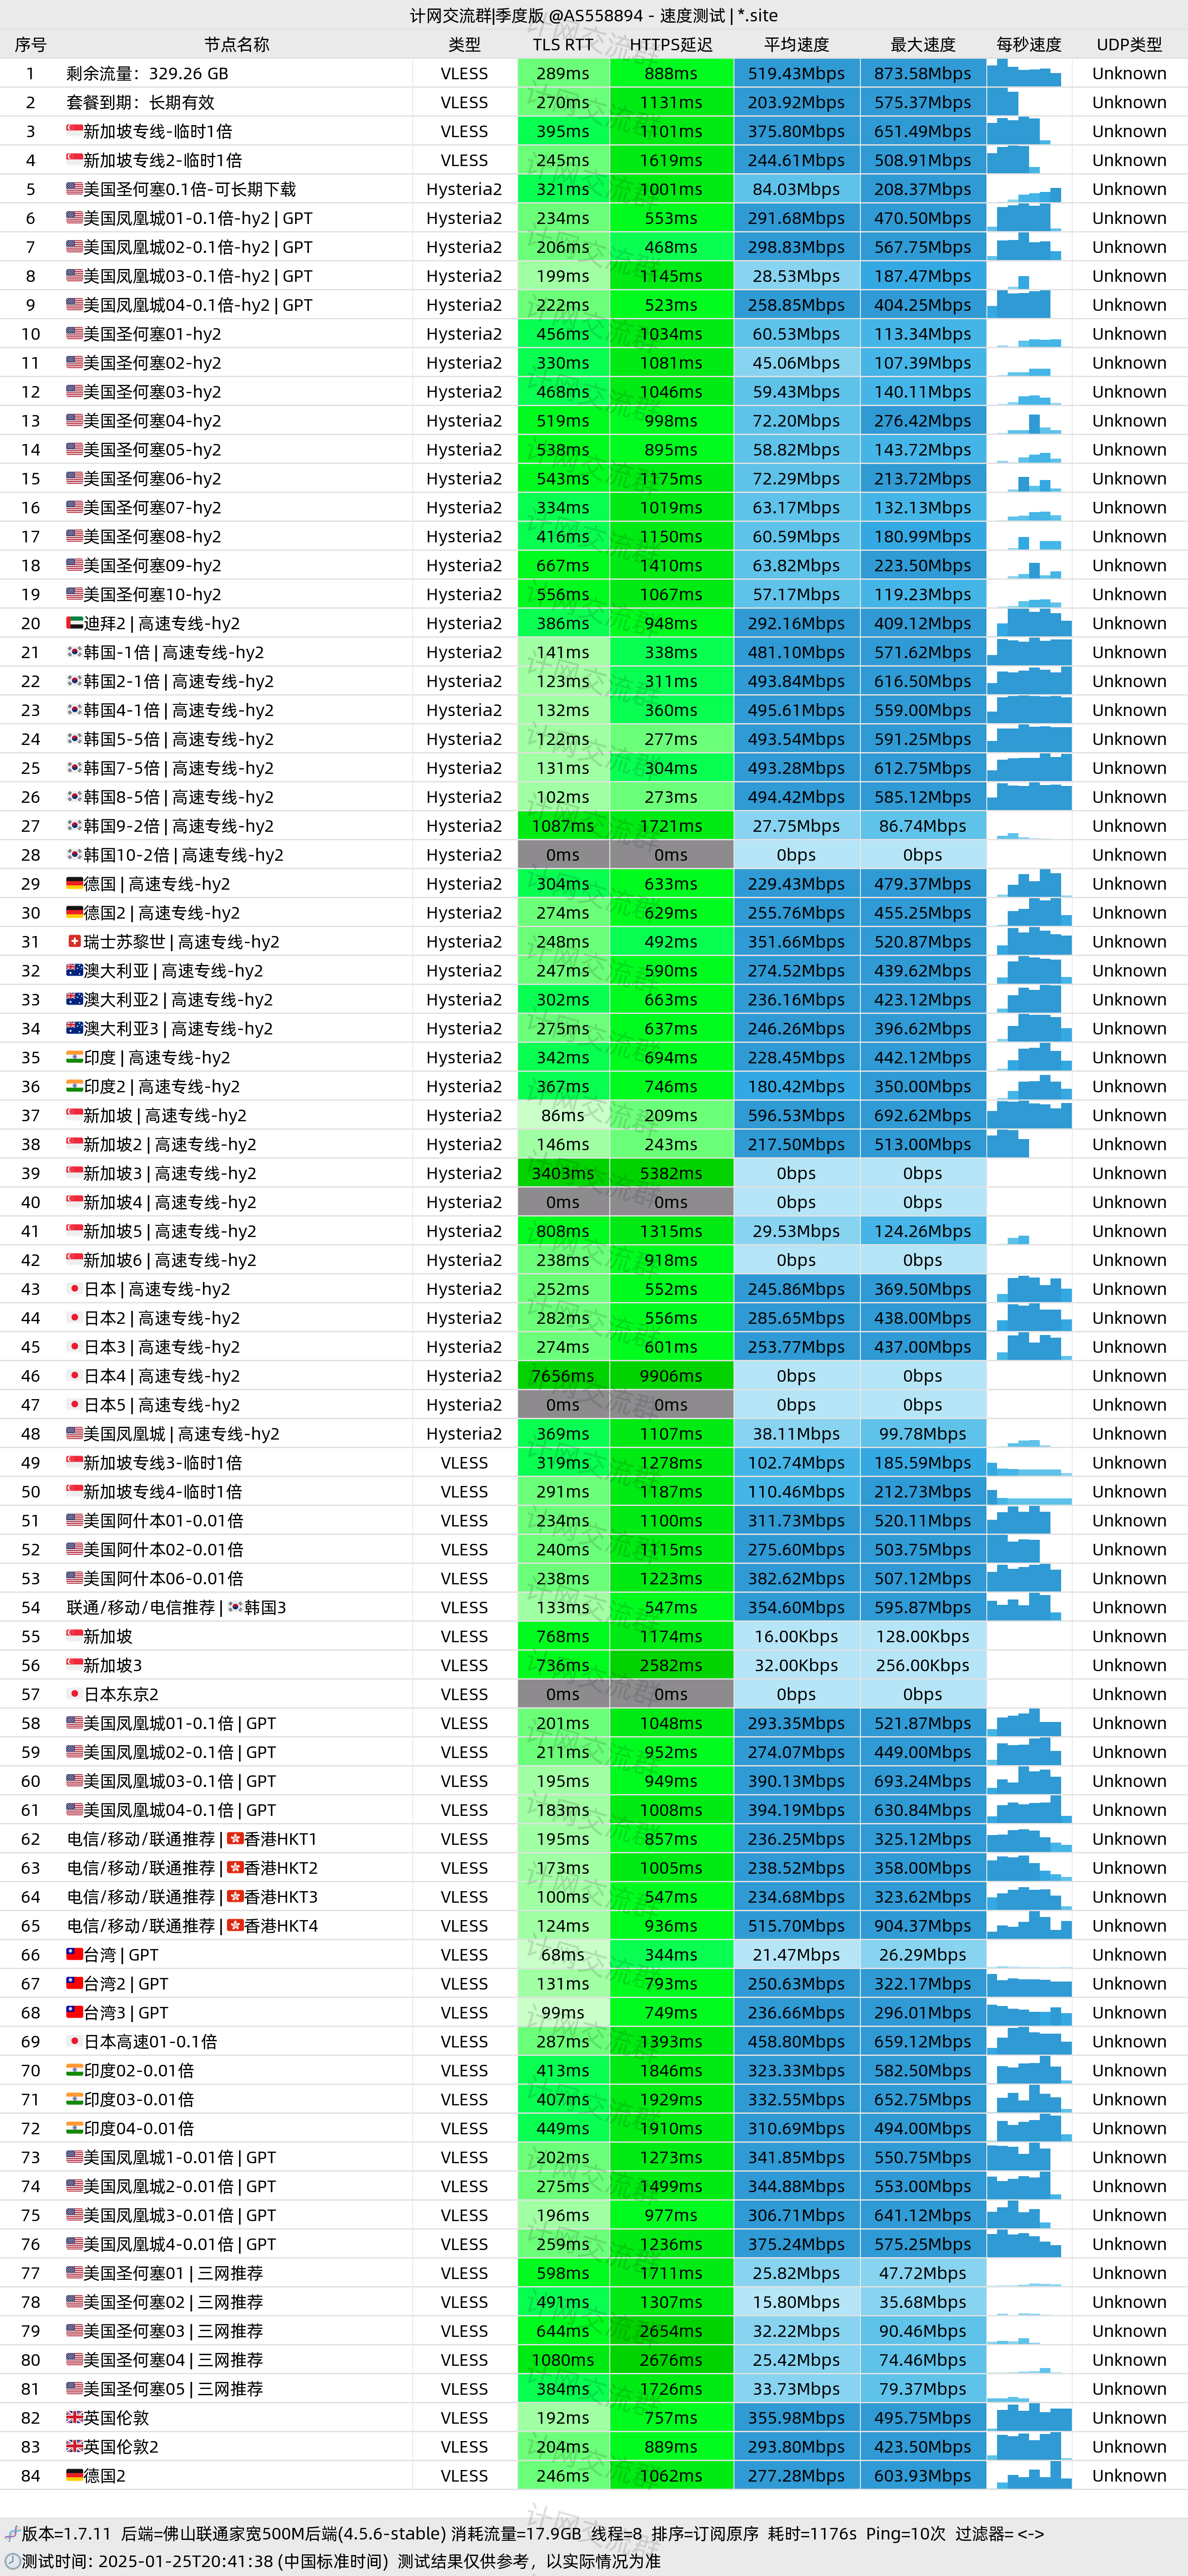 计网交流群|季度版 @AS558894 - 速度测试 | *.site
序号 节点名称 类型 TLS RTT HTTPS延迟 平均速度 最大速度 每秒速度 UDP类型
1 剩余流量：329.26 GB VLESS 289ms 888ms 519.43Mbps 873.58Mbps Unknown
2 套餐到期：长期有效 VLESS 270ms 1131ms 203.92Mbps 575.37Mbps Unknown
3 新加坡专线-临时1倍 VLESS 395ms 1101ms 375.80Mbps 651.49Mbps Unknown
4 新加坡专线2-临时1倍 VLESS 245ms 1619ms 244.61Mbps 508.91Mbps Unknown
5 美国圣何塞0.1倍-可长期下载 Hysteria2 321ms 1001ms 84.03Mbps 208.37Mbps Unknown
6 美国凤凰城01-0.1倍-hy2 | GPT Hysteria2 234ms 553ms 291.68Mbps 470.50Mbps Unknown
7 美国凤凰城02-0.1倍-hy2 | GPT Hysteria2 206ms 468ms 298.83Mbps 567.75Mbps Unknown
8 美国凤凰城03-0.1倍-hy2 | GPT Hysteria2 199ms 1145ms 28.53Mbps 187.47Mbps Unknown
9 美国凤凰城04-0.1倍-hy2 | GPT Hysteria2 222ms 523ms 258.85Mbps 404.25Mbps Unknown
10 美国圣何塞01-hy2 Hysteria2 456ms 1034ms 60.53Mbps 113.34Mbps Unknown
11 美国圣何塞02-hy2 Hysteria2 330ms 1081ms 45.06Mbps 107.39Mbps Unknown
12 美国圣何塞03-hy2 Hysteria2 468ms 1046ms 59.43Mbps 140.11Mbps Unknown
13 美国圣何塞04-hy2 Hysteria2 519ms 998ms 72.20Mbps 276.42Mbps Unknown
14 美国圣何塞05-hy2 Hysteria2 538ms 895ms 58.82Mbps 143.72Mbps Unknown
15 美国圣何塞06-hy2 Hysteria2 543ms 1175ms 72.29Mbps 213.72Mbps Unknown
16 美国圣何塞07-hy2 Hysteria2 334ms 1019ms 63.17Mbps 132.13Mbps Unknown
17 美国圣何塞08-hy2 Hysteria2 416ms 1150ms 60.59Mbps 180.99Mbps Unknown
18 美国圣何塞09-hy2 Hysteria2 667ms 1410ms 63.82Mbps 223.50Mbps Unknown
19 美国圣何塞10-hy2 Hysteria2 556ms 1067ms 57.17Mbps 119.23Mbps Unknown
20 迪拜2 | 高速专线-hy2 Hysteria2 386ms 948ms 292.16Mbps 409.12Mbps Unknown
21 韩国-1倍 | 高速专线-hy2 Hysteria2 141ms 338ms 481.10Mbps 571.62Mbps Unknown
22 韩国2-1倍 | 高速专线-hy2 Hysteria2 123ms 311ms 493.84Mbps 616.50Mbps Unknown
23 韩国4-1倍 | 高速专线-hy2 Hysteria2 132ms 360ms 495.61Mbps 559.00Mbps Unknown
24 韩国5-5倍 | 高速专线-hy2 Hysteria2 122ms 277ms 493.54Mbps 591.25Mbps Unknown
25 韩国7-5倍 | 高速专线-hy2 Hysteria2 131ms 304ms 493.28Mbps 612.75Mbps Unknown
26 韩国8-5倍 | 高速专线-hy2 Hysteria2 102ms 273ms 494.42Mbps 585.12Mbps Unknown
27 韩国9-2倍 | 高速专线-hy2 Hysteria2 1087ms 1721ms 27.75Mbps 86.74Mbps Unknown
28 韩国10-2倍 | 高速专线-hy2 Hysteria2 0ms 0ms 0bps 0bps Unknown
29 德国 | 高速专线-hy2 Hysteria2 304ms 633ms 229.43Mbps 479.37Mbps Unknown
30 德国2 | 高速专线-hy2 Hysteria2 274ms 629ms 255.76Mbps 455.25Mbps Unknown
31 瑞士苏黎世 | 高速专线-hy2 Hysteria2 248ms 492ms 351.66Mbps 520.87Mbps Unknown
32 澳大利亚 | 高速专线-hy2 Hysteria2 247ms 590ms 274.52Mbps 439.62Mbps Unknown
33 澳大利亚2 | 高速专线-hy2 Hysteria2 302ms 663ms 236.16Mbps 423.12Mbps Unknown
34 澳大利亚3 | 高速专线-hy2 Hysteria2 275ms 637ms 246.26Mbps 396.62Mbps Unknown
35 印度 | 高速专线-hy2 Hysteria2 342ms 694ms 228.45Mbps 442.12Mbps Unknown
36 印度2 | 高速专线-hy2 Hysteria2 367ms 746ms 180.42Mbps 350.00Mbps Unknown
37 新加坡 | 高速专线-hy2 Hysteria2 86ms 209ms 596.53Mbps 692.62Mbps Unknown
38 新加坡2 | 高速专线-hy2 Hysteria2 146ms 243ms 217.50Mbps 513.00Mbps Unknown
39 新加坡3 | 高速专线-hy2 Hysteria2 3403ms 5382ms 0bps 0bps Unknown
40 新加坡4 | 高速专线-hy2 Hysteria2 0ms 0ms 0bps 0bps Unknown
41 新加坡5 | 高速专线-hy2 Hysteria2 808ms 1315ms 29.53Mbps 124.26Mbps Unknown
42 新加坡6 | 高速专线-hy2 Hysteria2 238ms 918ms 0bps 0bps Unknown
43 日本 | 高速专线-hy2 Hysteria2 252ms 552ms 245.86Mbps 369.50Mbps Unknown
44 日本2 | 高速专线-hy2 Hysteria2 282ms 556ms 285.65Mbps 438.00Mbps Unknown
45 日本3 | 高速专线-hy2 Hysteria2 274ms 601ms 253.77Mbps 437.00Mbps Unknown
46 日本4 | 高速专线-hy2 Hysteria2 7656ms 9906ms 0bps 0bps Unknown
47 日本5 | 高速专线-hy2 Hysteria2 0ms 0ms 0bps 0bps Unknown
48 美国凤凰城 | 高速专线-hy2 Hysteria2 369ms 1107ms 38.11Mbps 99.78Mbps Unknown
49 新加坡专线3-临时1倍 VLESS 319ms 1278ms 102.74Mbps 185.59Mbps Unknown
50 新加坡专线4-临时1倍 VLESS 291ms 1187ms 110.46Mbps 212.73Mbps Unknown
51 美国阿什本01-0.01倍 VLESS 234ms 1100ms 311.73Mbps 520.11Mbps Unknown
52 美国阿什本02-0.01倍 VLESS 240ms 1115ms 275.60Mbps 503.75Mbps Unknown
53 美国阿什本06-0.01倍 VLESS 238ms 1223ms 382.62Mbps 507.12Mbps Unknown
54 联通/移动/电信推荐 | 韩国3 VLESS 133ms 547ms 354.60Mbps 595.87Mbps Unknown
55 新加坡 VLESS 768ms 1174ms 16.00Kbps 128.00Kbps Unknown
56 新加坡3 VLESS 736ms 2582ms 32.00Kbps 256.00Kbps Unknown
57 日本东京2 VLESS 0ms 0ms 0bps 0bps Unknown
58 美国凤凰城01-0.1倍 | GPT VLESS 201ms 1048ms 293.35Mbps 521.87Mbps Unknown
59 美国凤凰城02-0.1倍 | GPT VLESS 211ms 952ms 274.07Mbps 449.00Mbps Unknown
60 美国凤凰城03-0.1倍 | GPT VLESS 195ms 949ms 390.13Mbps 693.24Mbps Unknown
61 美国凤凰城04-0.1倍 | GPT VLESS 183ms 1008ms 394.19Mbps 630.84Mbps Unknown
62 电信/移动/联通推荐 | 香港HKT1 VLESS 195ms 857ms 236.25Mbps 325.12Mbps Unknown
63 电信/移动/联通推荐 | 香港HKT2 VLESS 173ms 1005ms 238.52Mbps 358.00Mbps Unknown
64 电信/移动/联通推荐 | 香港HKT3 VLESS 100ms 547ms 234.68Mbps 323.62Mbps Unknown
65 电信/移动/联通推荐 | 香港HKT4 VLESS 124ms 936ms 515.70Mbps 904.37Mbps Unknown
66 台湾 | GPT VLESS 68ms 344ms 21.47Mbps 26.29Mbps Unknown
67 台湾2 | GPT VLESS 131ms 793ms 250.63Mbps 322.17Mbps Unknown
68 台湾3 | GPT VLESS 99ms 749ms 236.66Mbps 296.01Mbps Unknown
69 日本高速01-0.1倍 VLESS 287ms 1393ms 458.80Mbps 659.12Mbps Unknown
70 印度02-0.01倍 VLESS 413ms 1846ms 323.33Mbps 582.50Mbps Unknown
71 印度03-0.01倍 VLESS 407ms 1929ms 332.55Mbps 652.75Mbps Unknown
72 印度04-0.01倍 VLESS 449ms 1910ms 310.69Mbps 494.00Mbps Unknown
73 美国凤凰城1-0.01倍 | GPT VLESS 202ms 1273ms 341.85Mbps 550.75Mbps Unknown
74 美国凤凰城2-0.01倍 | GPT VLESS 275ms 1499ms 344.88Mbps 553.00Mbps Unknown
75 美国凤凰城3-0.01倍 | GPT VLESS 196ms 977ms 306.71Mbps 641.12Mbps Unknown
76 美国凤凰城4-0.01倍 | GPT VLESS 259ms 1236ms 375.24Mbps 575.25Mbps Unknown
77 美国圣何塞01 | 三网推荐 VLESS 598ms 1711ms 25.82Mbps 47.72Mbps Unknown
78 美国圣何塞02 | 三网推荐 VLESS 491ms 1307ms 15.80Mbps 35.68Mbps Unknown
79 美国圣何塞03 | 三网推荐 VLESS 644ms 2654ms 32.22Mbps 90.46Mbps Unknown
80 美国圣何塞04 | 三网推荐 VLESS 1080ms 2676ms 25.42Mbps 74.46Mbps Unknown
81 美国圣何塞05 | 三网推荐 VLESS 384ms 1726ms 33.73Mbps 79.37Mbps Unknown
82 英国伦敦 VLESS 192ms 757ms 355.98Mbps 495.75Mbps Unknown
83 英国伦敦2 VLESS 204ms 889ms 293.80Mbps 423.50Mbps Unknown
84 德国2 VLESS 246ms 1062ms 277.28Mbps 603.93Mbps Unknown
版本=1.7.11 后端=佛山联通家宽500M后端(4.5.6-stable) 消耗流量=17.9GB 线程=8 排序=订阅原序 耗时=1176s Ping=10次 过滤器= <->
测试时间: 2025-01-25T20:41:38 (中国标准时间) 测试结果仅供参考，以实际情况为准